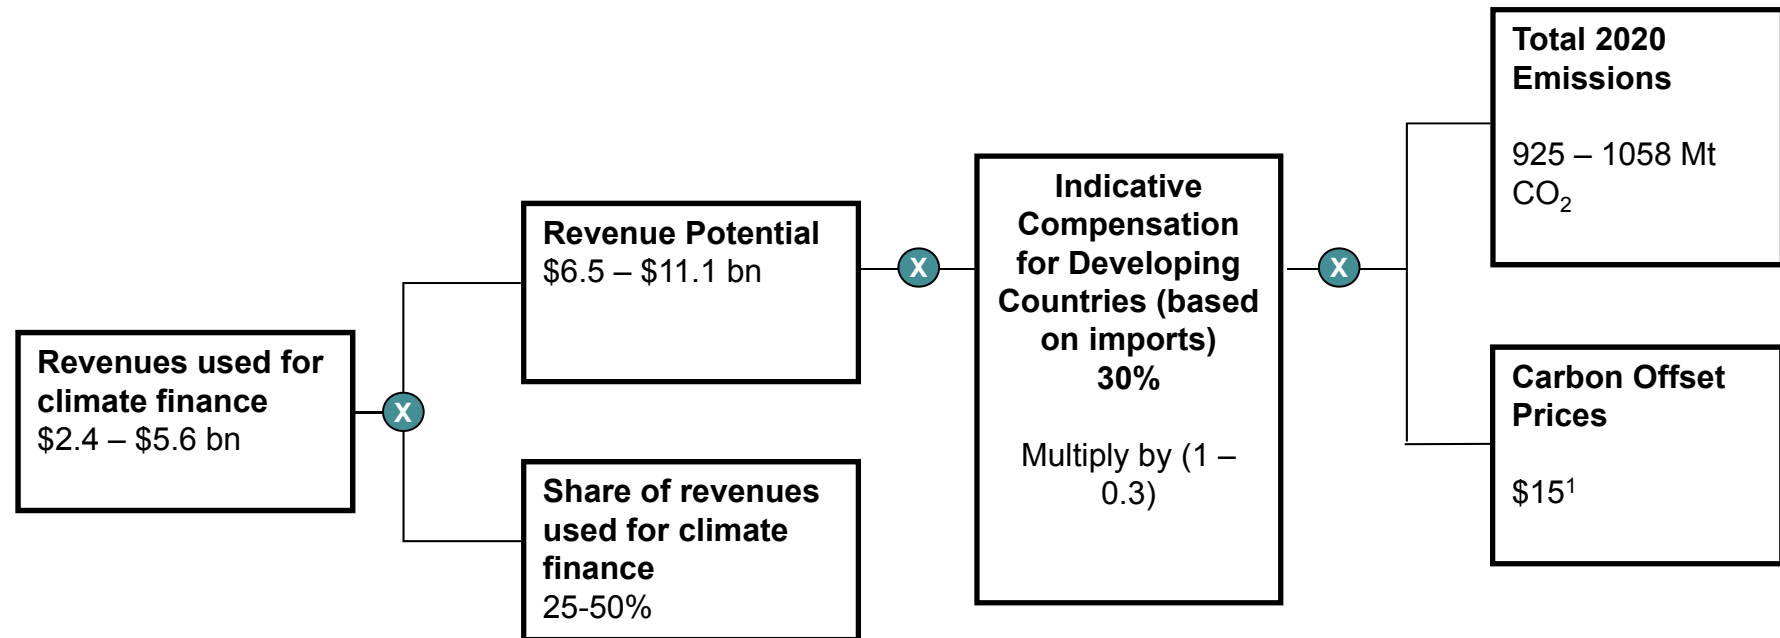 Revenues used for
climate finance
$2.4 – $5.6 bn
X
Revenue Potential
$6.5 – $11.1 bn
Share of revenues
used for climate
finance
25-50%
X
Indicative
Compensation
for Developing
Countries (based
on imports)
30%
Multiply by (1 –
0.3)
X
Total 2020
Emissions
925 – 1058 Mt
CO₂
Carbon Offset
Prices
$15¹